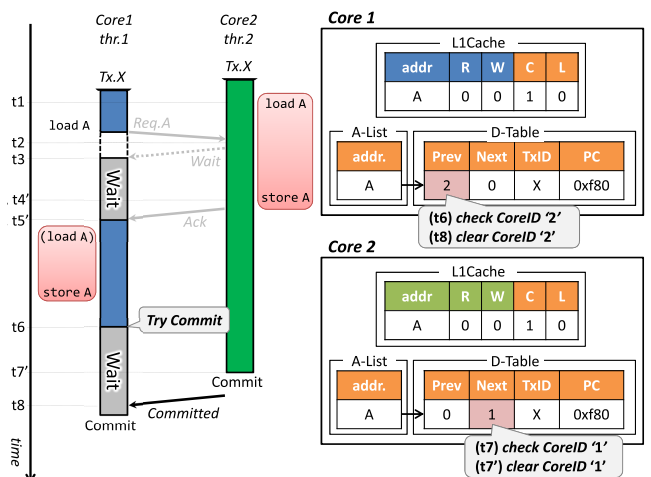 Core1
thr.1
Core2
thr.2
Tx.X
Tx.X
t1
load A
t2
t3
t4'
t5'
t6
t7'
t8
time
Req.A
Wait
Ack
Wait
load A
store A
(load A)
store A
Try Commit
Wait
Commit
Committed
Commit
Core 1
L1Cache
addr R W C L
A 0 0 1 0
A-List
addr.
A
D-Table
Prev Next TxID PC
2 0 X 0xf80
(t6) check CoreID ‘2’
(t8) clear CoreID ‘2’
Core 2
L1Cache
addr R W C L
A 0 0 1 0
A-List
addr.
A
D-Table
Prev Next TxID PC
0 1 X 0xf80
(t7) check CoreID ‘1’
(t7’) clear CoreID ‘1’